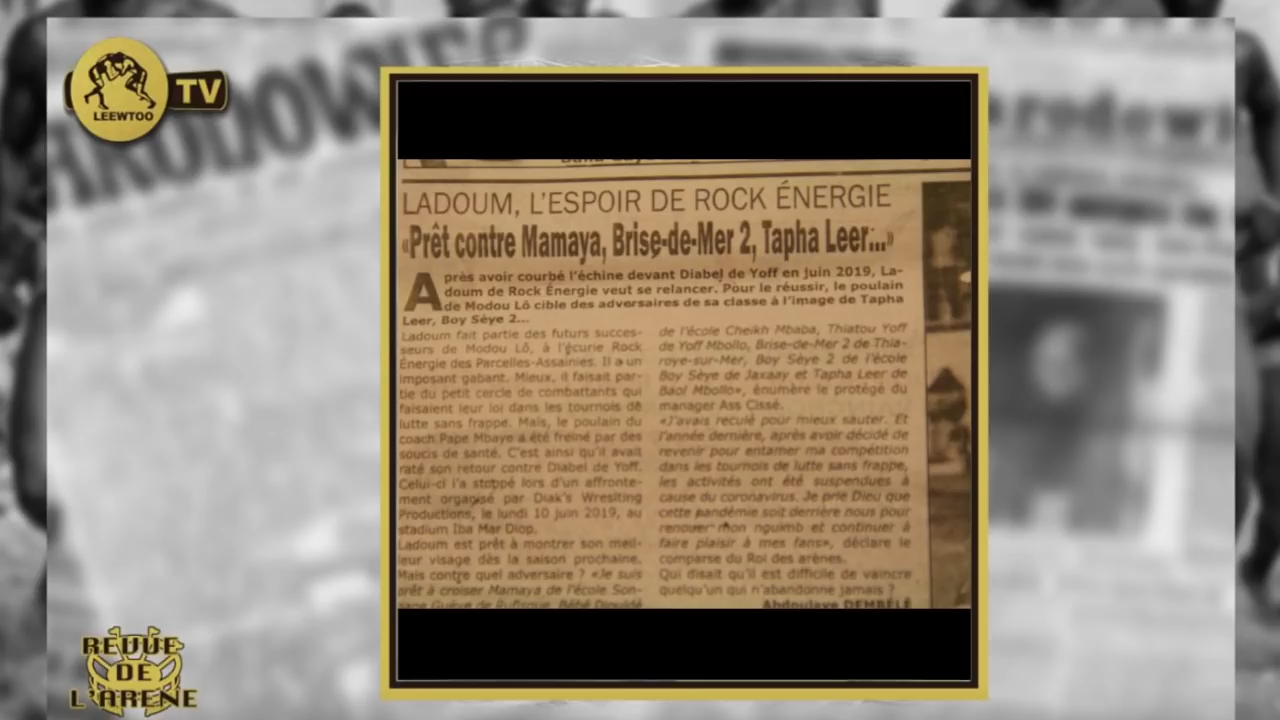 LEEWTOO
TV
LADOUM, L'ESPOIR DE ROCK ÉNERGIE
«Prêt contre Mamaya, Brise-de-Mer 2, Tapha Leer...»
Après avoir courbé l'échine devant Diabel de Yoff en juin 2019, La-
doum de Rock Énergie veut se relancer. Pour le réussir, le poulain
de Modou Lô cible des adversaires de sa classe à l'image de Tapha
Leer, Boy Sèye 2...
Ladoum fait partie des futurs succes-
seurs de Modou Lô, à l'écurie Rock
Énergie des Parcelles-Assainies. Il a un
imposant gabant. Mieux, il faisait par-
tie du petit cercle de combattants qui
faisaient leur loi dans les tournois de
lutte sans frappe. Mais, le poulain du
coach Pape Mbaye a été freiné par des
soucis de santé. C'est ainsi qu'il avait
raté son retour contre Diabel de Yoff.
Celui-ci l'a stoppé lors d'un affronte-
ment organisé par Diak's Wreslting
Productions, le lundi 10 juin 2019, au
stadium Iba Mar Diop.
Ladoum est prêt à montrer son meil-
leur visage dès la saison prochaine.
Mais contre quel adversaire ? «Je suis
prêt à croiser Mamaya de l'école Son-
Guèye de Rufisque, Bébé Diouldé
de l'école Cheikh Mbaba, Thiatou Yoff
de Yoff Mbollo, Brise-de-Mer 2 de Thia-
roye-sur-Mer, Boy Sèye 2 de l'école
Boy Sèye de Jaxaay et Tapha Leer de
Baol Mbollo», énumère le protégé du
manager Ass Cissé.
«J'avais reculé pour mieux sauter. Et
l'année dernière, après avoir décidé de
revenir pour entamer ma compétition
dans les tournois de lutte sans frappe,
les activités ont été suspendues à
cause du coronavirus. Je prie Dieu que
cette pandémie soit derrière nous pour
renouer mon nguimb et continuer à
faire plaisir à mes fans», déclare le
comparse du Roi des arènes.
Qui disait qu'il est difficile de vaincre
quelqu'un qui n'abandonne jamais ?
Abdoulaye DEMBÉLÉ
REVUE
DE
L'ARENE